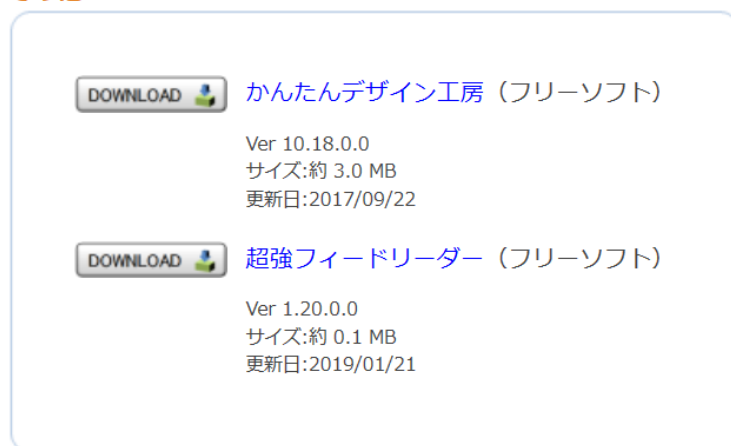 DOWNLOAD かんたんデザイン工房（フリーソフト）
Ver 10.18.0.0
サイズ:約 3.0 MB
更新日:2017/09/22
DOWNLOAD 超強フィードリーダー（フリーソフト）
Ver 1.20.0.0
サイズ:約 0.1 MB
更新日:2019/01/21